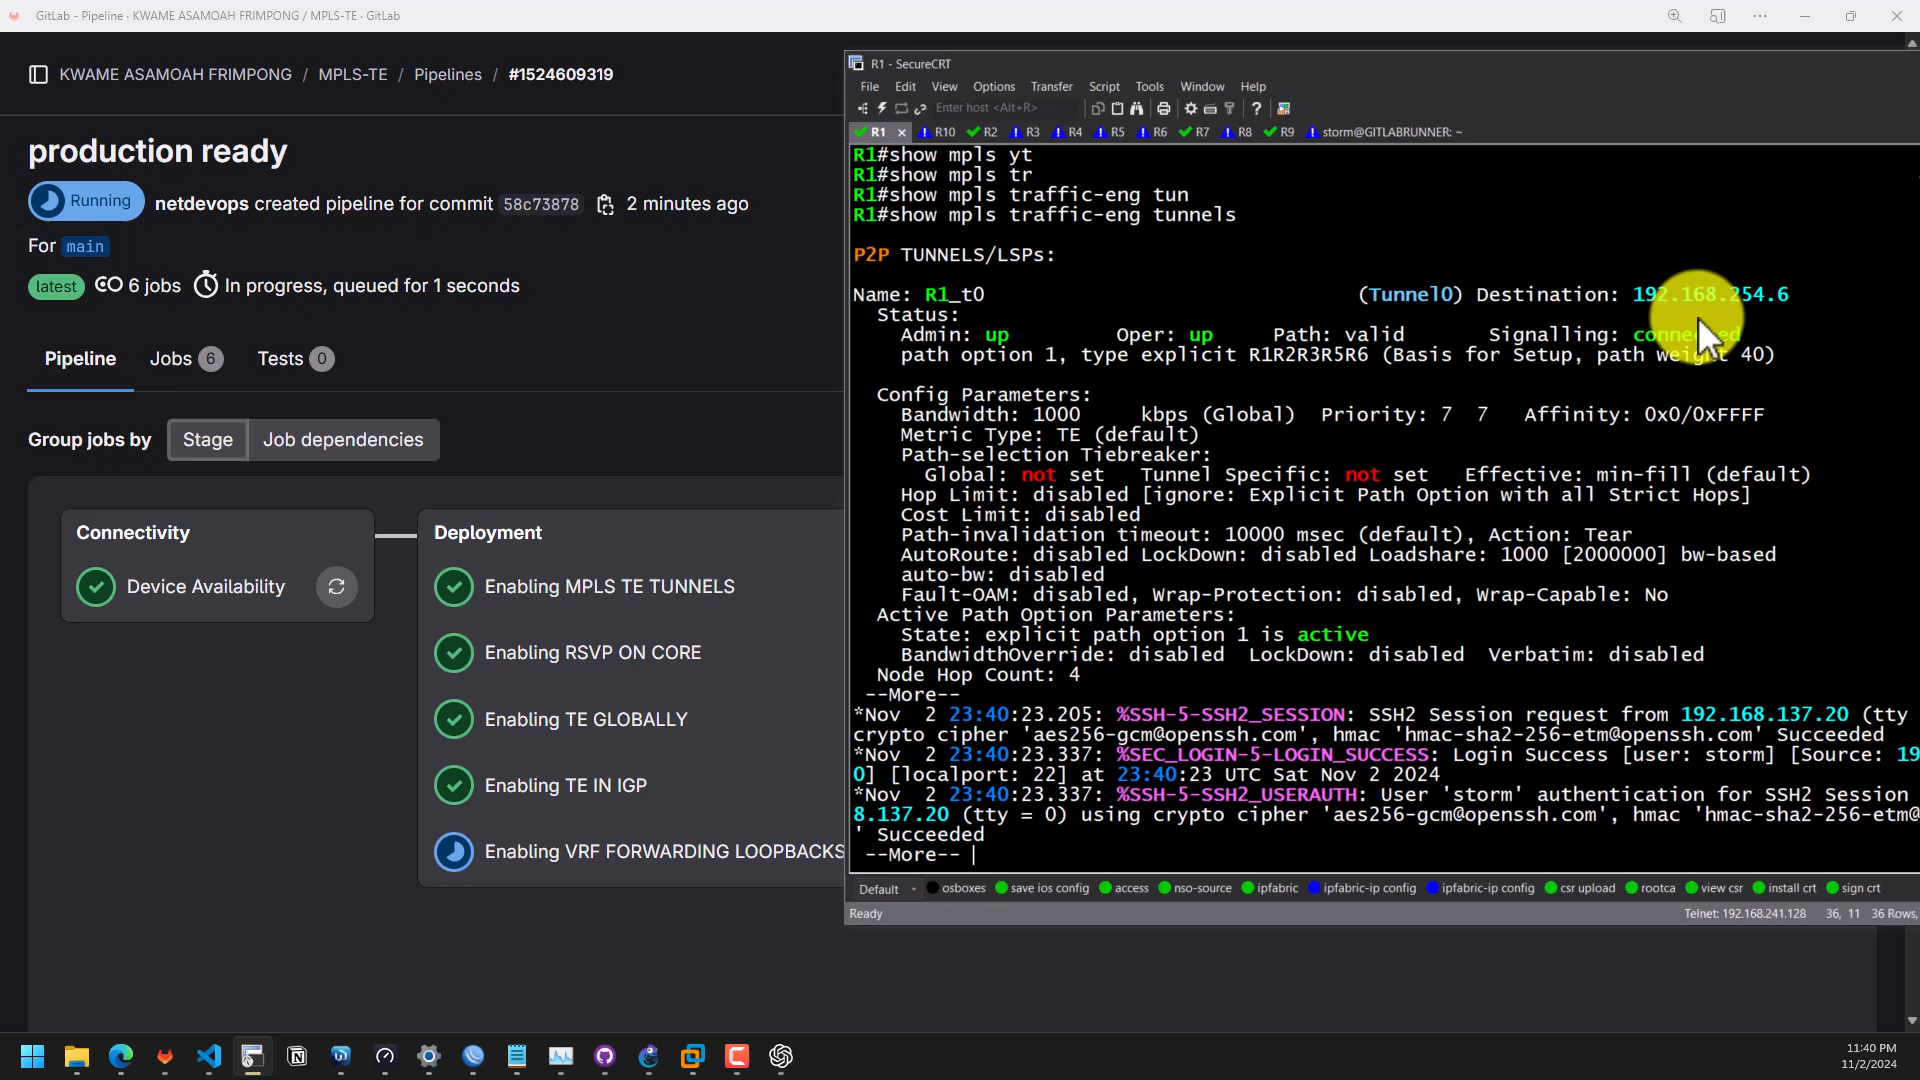 GitLab - Pipeline · KWAME ASAMOAH FRIMPONG / MPLS-TE · GitLab
KWAME ASAMOAH FRIMPONG / MPLS-TE / Pipelines / #1524609319
production ready
Running netdevops created pipeline for commit 58c73878 2 minutes ago
For main
latest 6 jobs In progress, queued for 1 seconds
Pipeline Jobs 6 Tests 0
Group jobs by Stage Job dependencies
Connectivity
Device Availability
Deployment
Enabling MPLS TE TUNNELS
Enabling RSVP ON CORE
Enabling TE GLOBALLY
Enabling TE IN IGP
Enabling VRF FORWARDING LOOPBACKS
R1 - SecureCRT
File Edit View Options Transfer Script Tools Window Help
Enter host <Alt+R>
R1 R10 R2 R3 R4 R5 R6 R7 R8 R9 storm@GITLABRUNNER: ~
R1#show mpls yt
R1#show mpls tr
R1#show mpls traffic-eng tun
R1#show mpls traffic-eng tunnels
P2P TUNNELS/LSPs:
Name: R1_t0 (Tunnel0) Destination: 192.168.254.6
Status:
Admin: up Oper: up Path: valid Signalling: connected
path option 1, type explicit R1R2R3R5R6 (Basis for Setup, path weight 40)
Config Parameters:
Bandwidth: 1000 kbps (Global) Priority: 7 7 Affinity: 0x0/0xFFFF
Metric Type: TE (default)
Path-selection Tiebreaker:
Global: not set Tunnel Specific: not set Effective: min-fill (default)
Hop Limit: disabled [ignore: Explicit Path Option with all Strict Hops]
Cost Limit: disabled
Path-invalidation timeout: 10000 msec (default), Action: Tear
AutoRoute: disabled LockDown: disabled Loadshare: 1000 [2000000] bw-based
auto-bw: disabled
Fault-OAM: disabled, Wrap-Protection: disabled, Wrap-Capable: No
Active Path Option Parameters:
State: explicit path option 1 is active
BandwidthOverride: disabled LockDown: disabled Verbatim: disabled
Node Hop Count: 4
--More--
*Nov 2 23:40:23.205: %SSH-5-SSH2_SESSION: SSH2 Session request from 192.168.137.20 (tty
crypto cipher 'aes256-gcm@openssh.com', hmac 'hmac-sha2-256-etm@openssh.com' Succeeded
*Nov 2 23:40:23.337: %SEC_LOGIN-5-LOGIN_SUCCESS: Login Success [user: storm] [Source: 19
0] [localport: 22] at 23:40:23 UTC Sat Nov 2 2024
*Nov 2 23:40:23.337: %SSH-5-SSH2_USERAUTH: User 'storm' authentication for SSH2 Session
8.137.20 (tty = 0) using crypto cipher 'aes256-gcm@openssh.com', hmac 'hmac-sha2-256-etm@
' Succeeded
--More--
Default osboxes save ios config access nso-source ipfabric ipfabric-ip config ipfabric-ip config csr upload rootca view csr install crt sign crt
Ready Telnet: 192.168.241.128 36, 11 36 Rows,
11:40 PM
11/2/2024